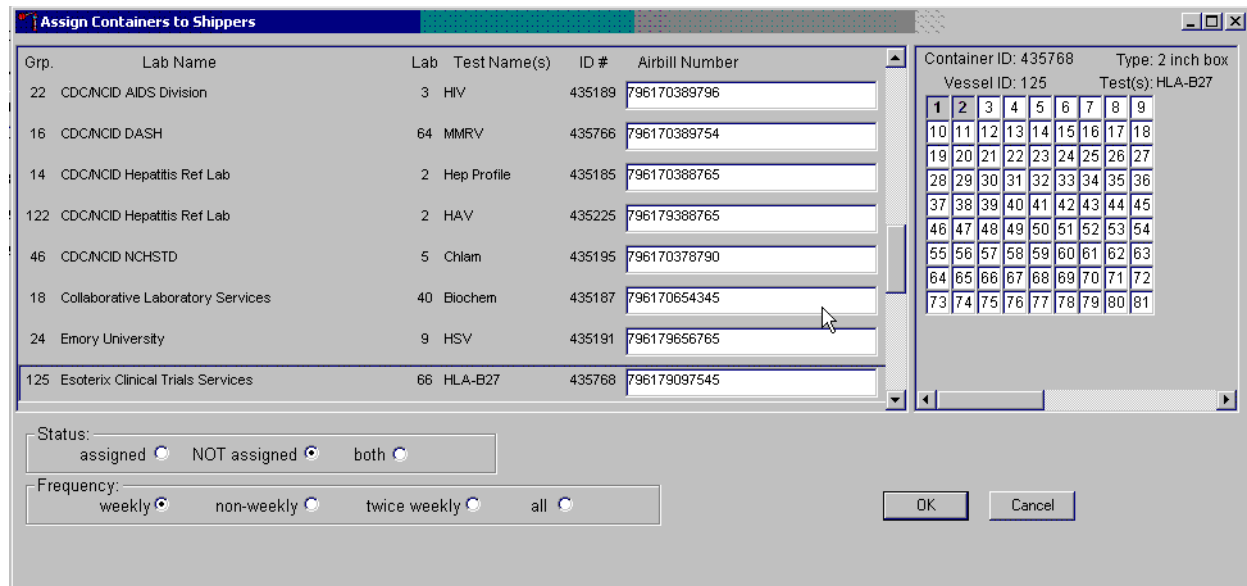 Assign Containers to Shippers
Grp. Lab Name Lab Test Name(s) ID # Airbill Number
22 CDC/NCID AIDS Division 3 HIV 435189 796170389796
16 CDC/NCID DASH 64 MMRV 435766 796170389754
14 CDC/NCID Hepatitis Ref Lab 2 Hep Profile 435185 796170388765
122 CDC/NCID Hepatitis Ref Lab 2 HAV 435225 796179388765
46 CDC/NCID NCHSTD 5 Chlam 435195 796170378790
18 Collaborative Laboratory Services 40 Biochem 435187 796170654345
24 Emory University 9 HSV 435191 796179656765
125 Esoterix Clinical Trials Services 66 HLA-B27 435768 796179097545
Container ID: 435768 Type: 2 inch box
Vessel ID: 125 Test(s): HLA-B27
1 2 3 4 5 6 7 8 9
10 11 12 13 14 15 16 17 18
19 20 21 22 23 24 25 26 27
28 29 30 31 32 33 34 35 36
37 38 39 40 41 42 43 44 45
46 47 48 49 50 51 52 53 54
55 56 57 58 59 60 61 62 63
64 65 66 67 68 69 70 71 72
73 74 75 76 77 78 79 80 81
Status:
assigned NOT assigned both
Frequency:
weekly non-weekly twice weekly all
OK Cancel